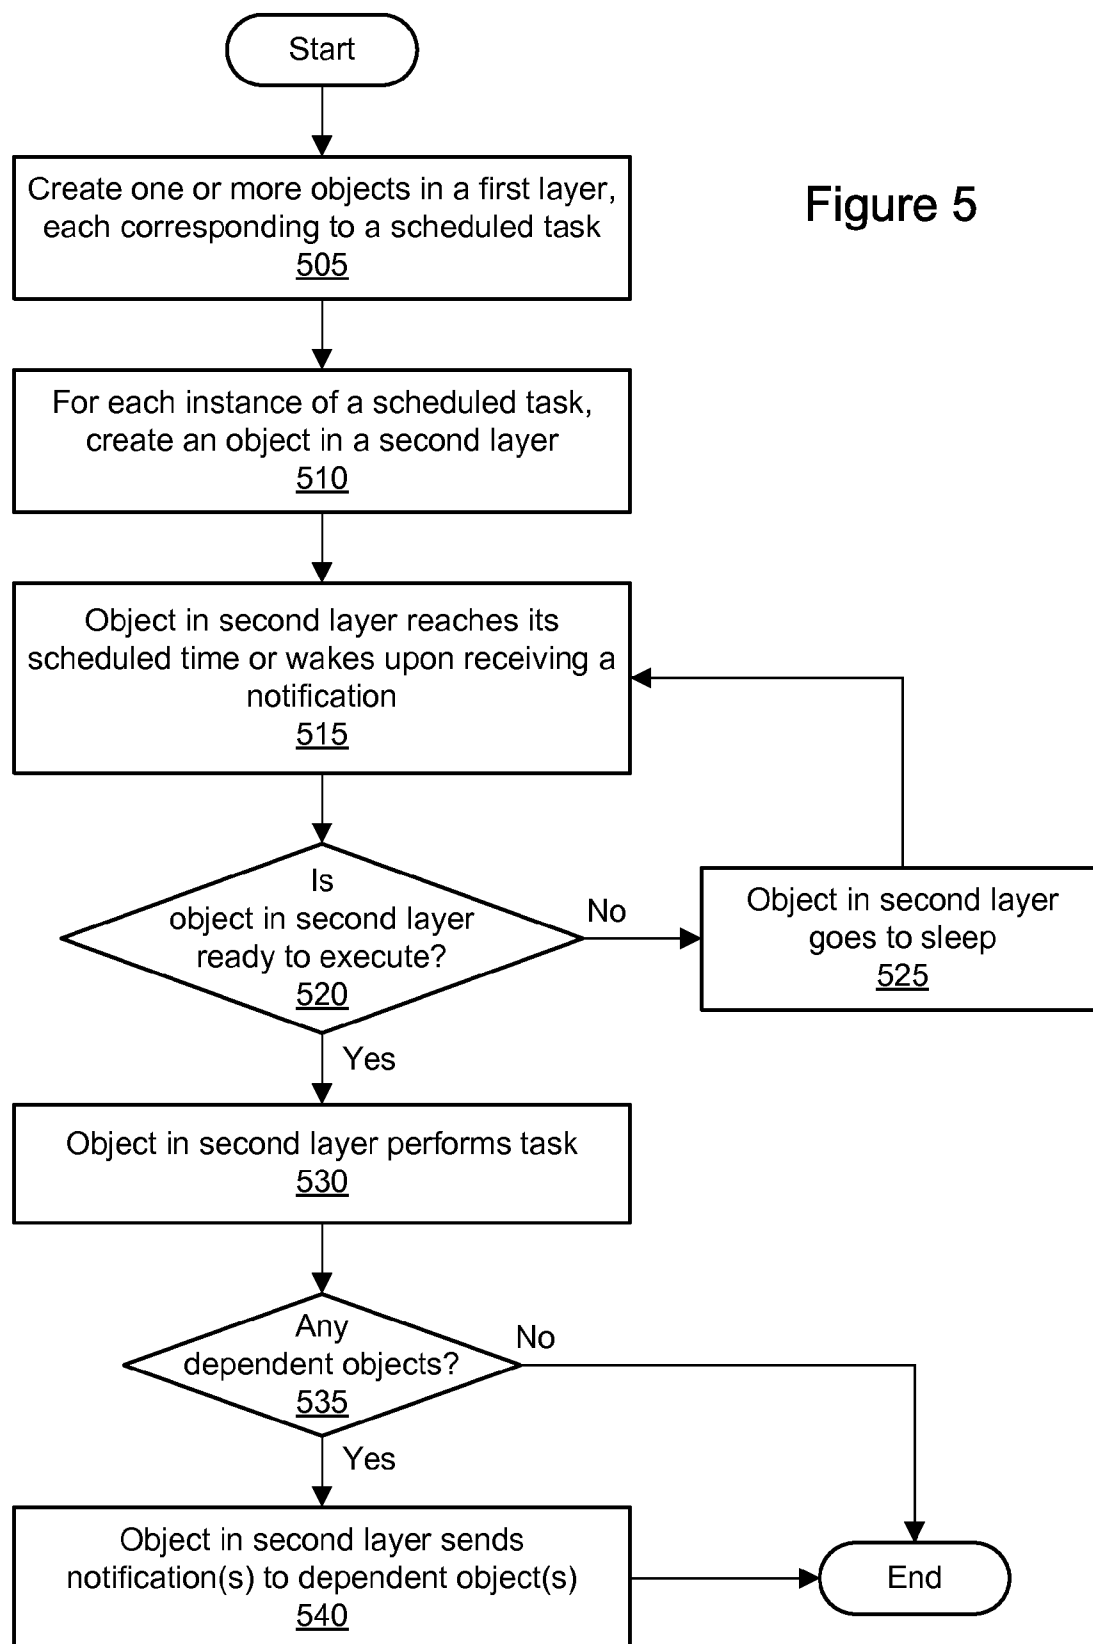 Start
Create one or more objects in a first layer,
each corresponding to a scheduled task
505
Figure 5
For each instance of a scheduled task,
create an object in a second layer
510
Object in second layer reaches its
scheduled time or wakes upon receiving a
notification
515
Is
object in second layer
ready to execute?
520
No
Object in second layer
goes to sleep
525
Yes
Object in second layer performs task
530
Any
dependent objects?
535
No
Yes
Object in second layer sends
notification(s) to dependent object(s)
540
End